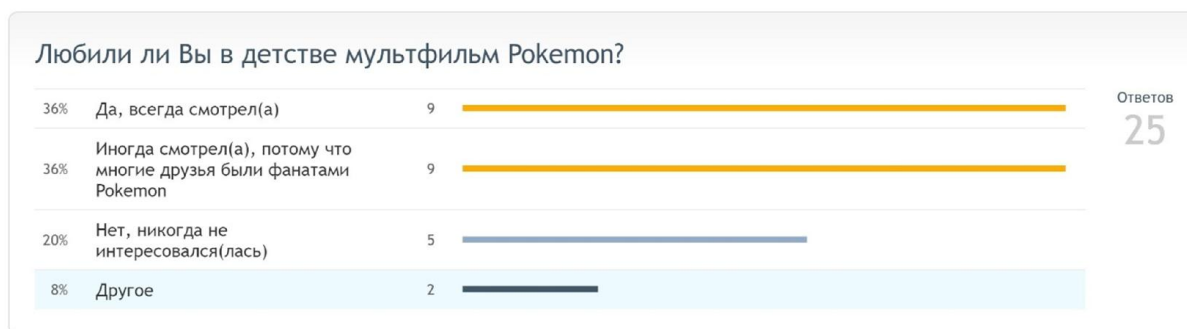 Любили ли Вы в детстве мультфильм Pokemon?
Ответов
25
36% Да, всегда смотрел(а) 9
Иногда смотрел(а), потому что
36% многие друзья были фанатами 9
Pokemon
Нет, никогда не
20% интересовался(лась) 5
8% Другое 2